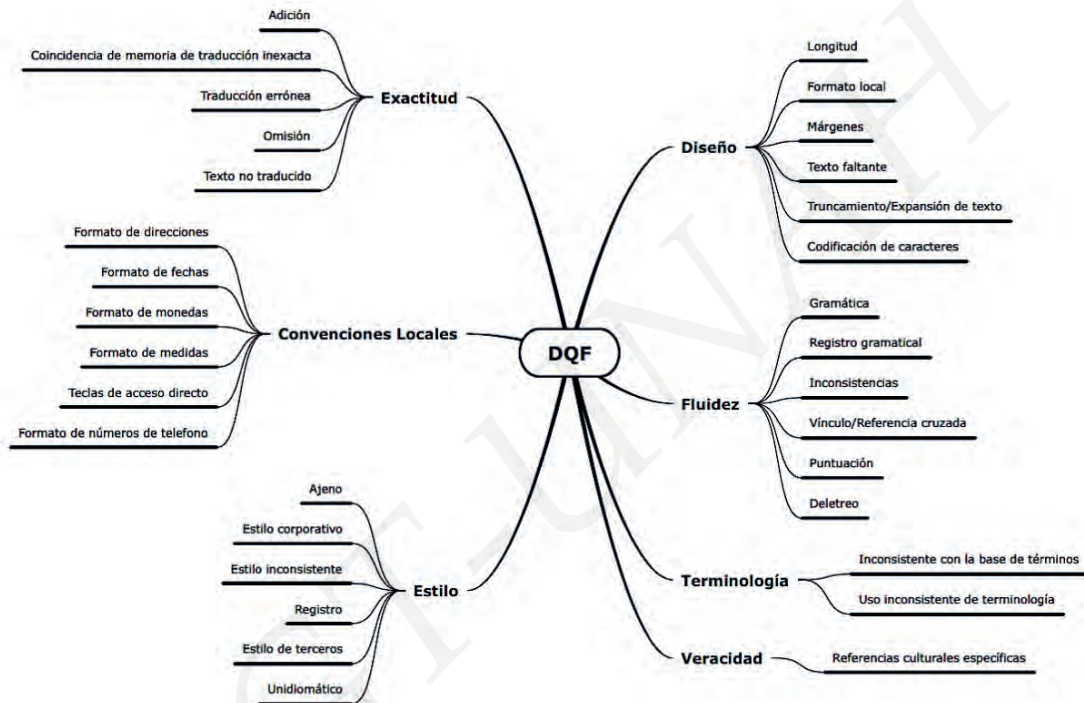 Adición
Coincidencia de memoria de traducción inexacta
Traducción errónea
Omisión
Texto no traducido
Exactitud
Formato de direcciones
Formato de fechas
Formato de monedas
Formato de medidas
Teclas de acceso directo
Formato de números de telefono
Convenciones Locales
Ajeno
Estilo corporativo
Estilo inconsistente
Registro
Estilo de terceros
Unidiomático
Estilo
DQF
Diseño
Longitud
Formato local
Márgenes
Texto faltante
Truncamiento/Expansión de texto
Codificación de caracteres
Fluidez
Gramática
Registro gramatical
Inconsistencias
Vínculo/Referencia cruzada
Puntuación
Deletreo
Terminología
Inconsistente con la base de términos
Uso inconsistente de terminología
Veracidad
Referencias culturales específicas